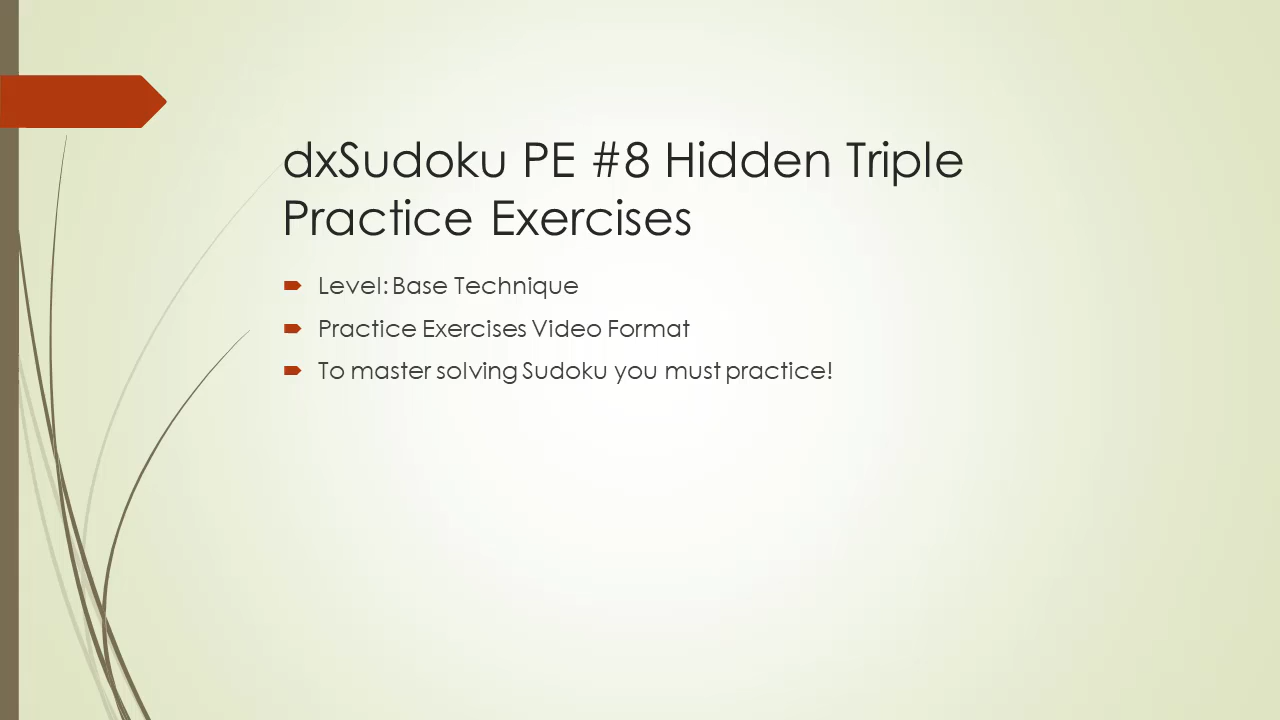 dxSudoku PE #8 Hidden Triple
Practice Exercises
Level: Base Technique
Practice Exercises Video Format
To master solving Sudoku you must practice!